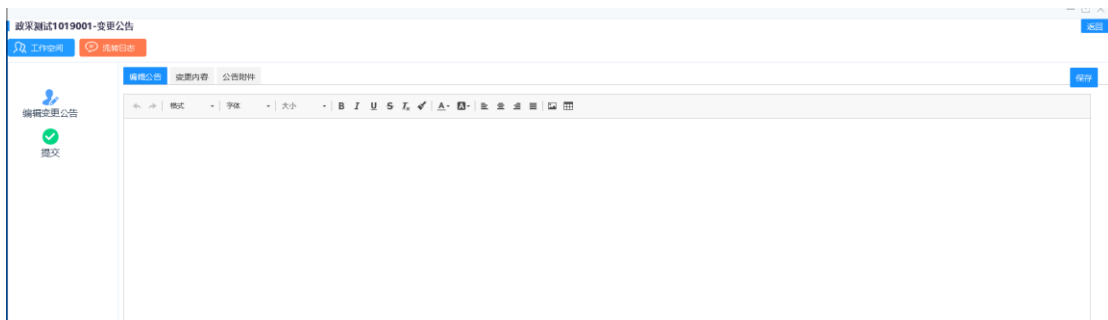 政采测试1019001-变更公告
返回
工作空间 流转日志
编辑公告 变更内容 公告附件 保存
编辑变更公告
格式 字体 大小 B I U S Tx A A
提交